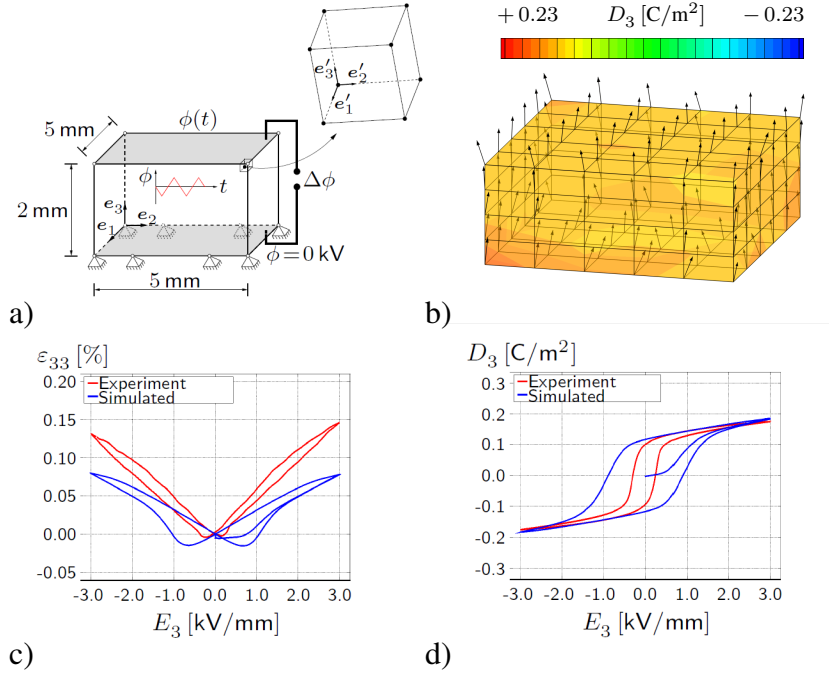 e′₃ e′₂
e′₁
5 mm
ϕ(t)
ϕ
t
Δϕ
2 mm
e₃
e₁ e₂
ϕ=0 kV
5 mm
a)
+0.23 D₃ [C/m²] −0.23
b)
ε₃₃ [%]
0.20
Experiment
Simulated
0.15
0.10
0.05
0.00
-0.05
-3.0 -2.0 -1.0 0.0 1.0 2.0 3.0
E₃ [kV/mm]
c)
D₃ [C/m²]
0.3
Experiment
Simulated
0.2
0.1
0.0
-0.1
-0.2
-0.3
-3.0 -2.0 -1.0 0.0 1.0 2.0 3.0
E₃ [kV/mm]
d)